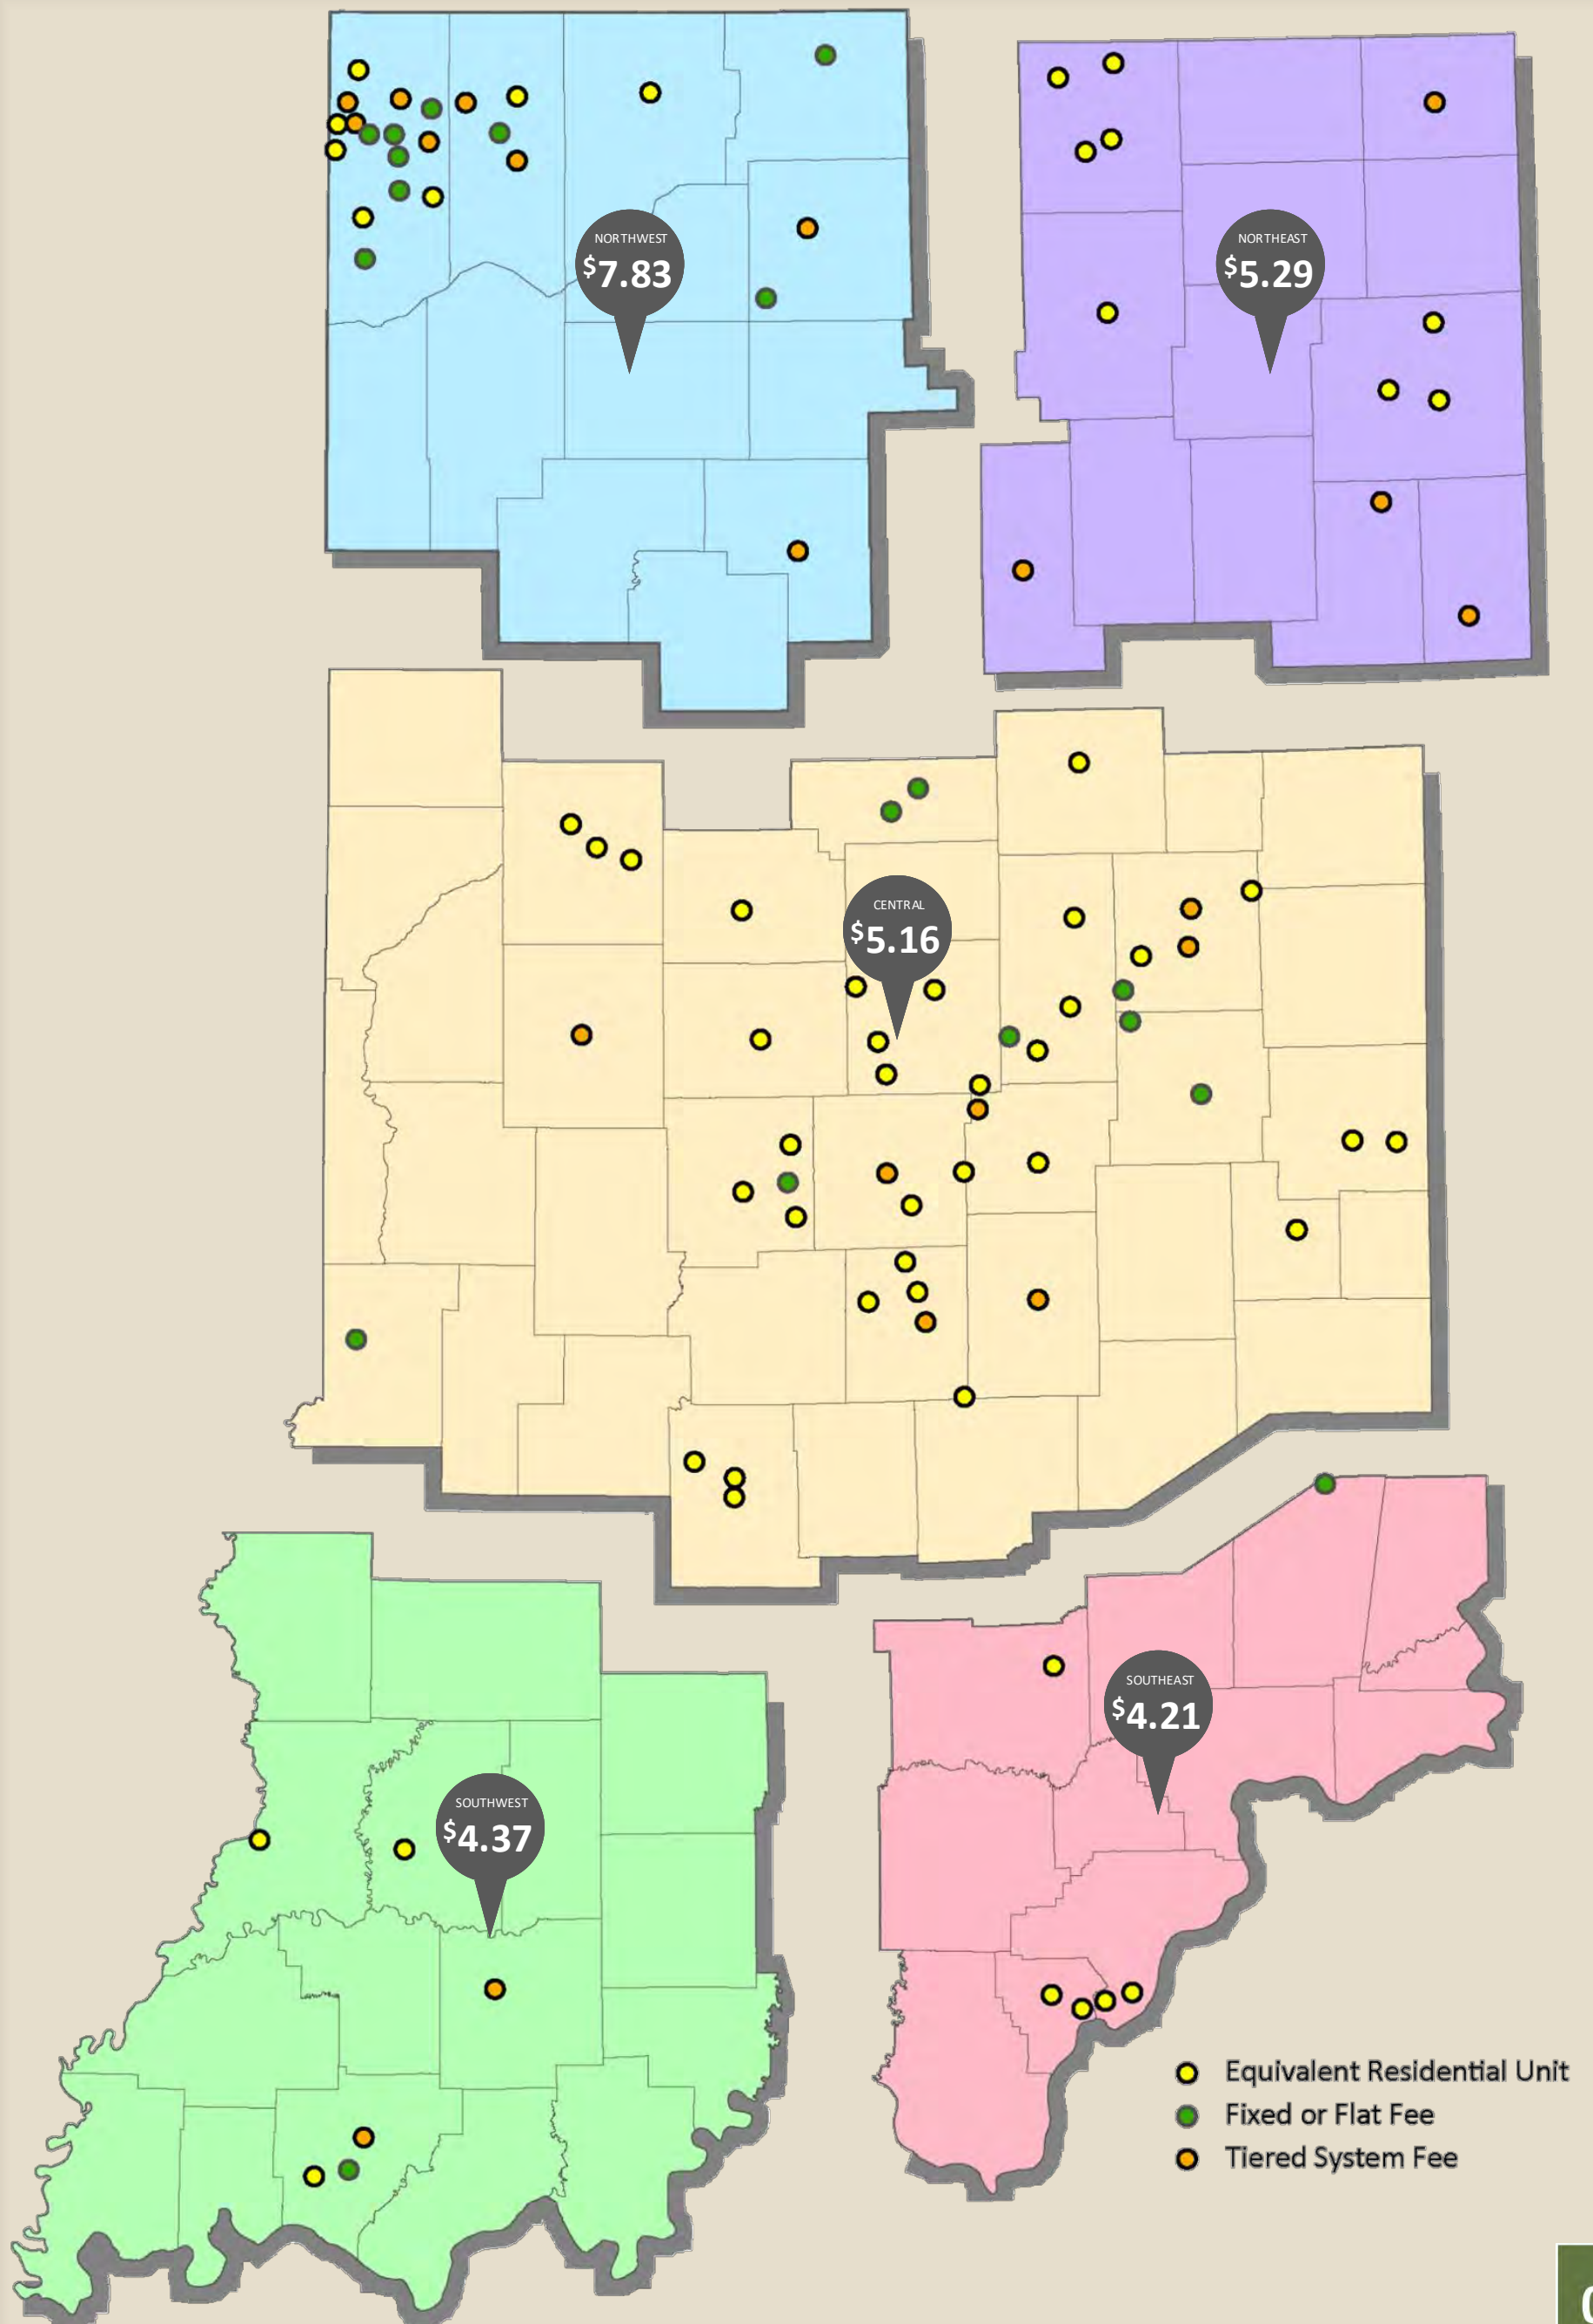 NORTHWEST
$7.83
NORTHEAST
$5.29
CENTRAL
$5.16
SOUTHEAST
$4.21
SOUTHWEST
$4.37
Equivalent Residential Unit
Fixed or Flat Fee
Tiered System Fee